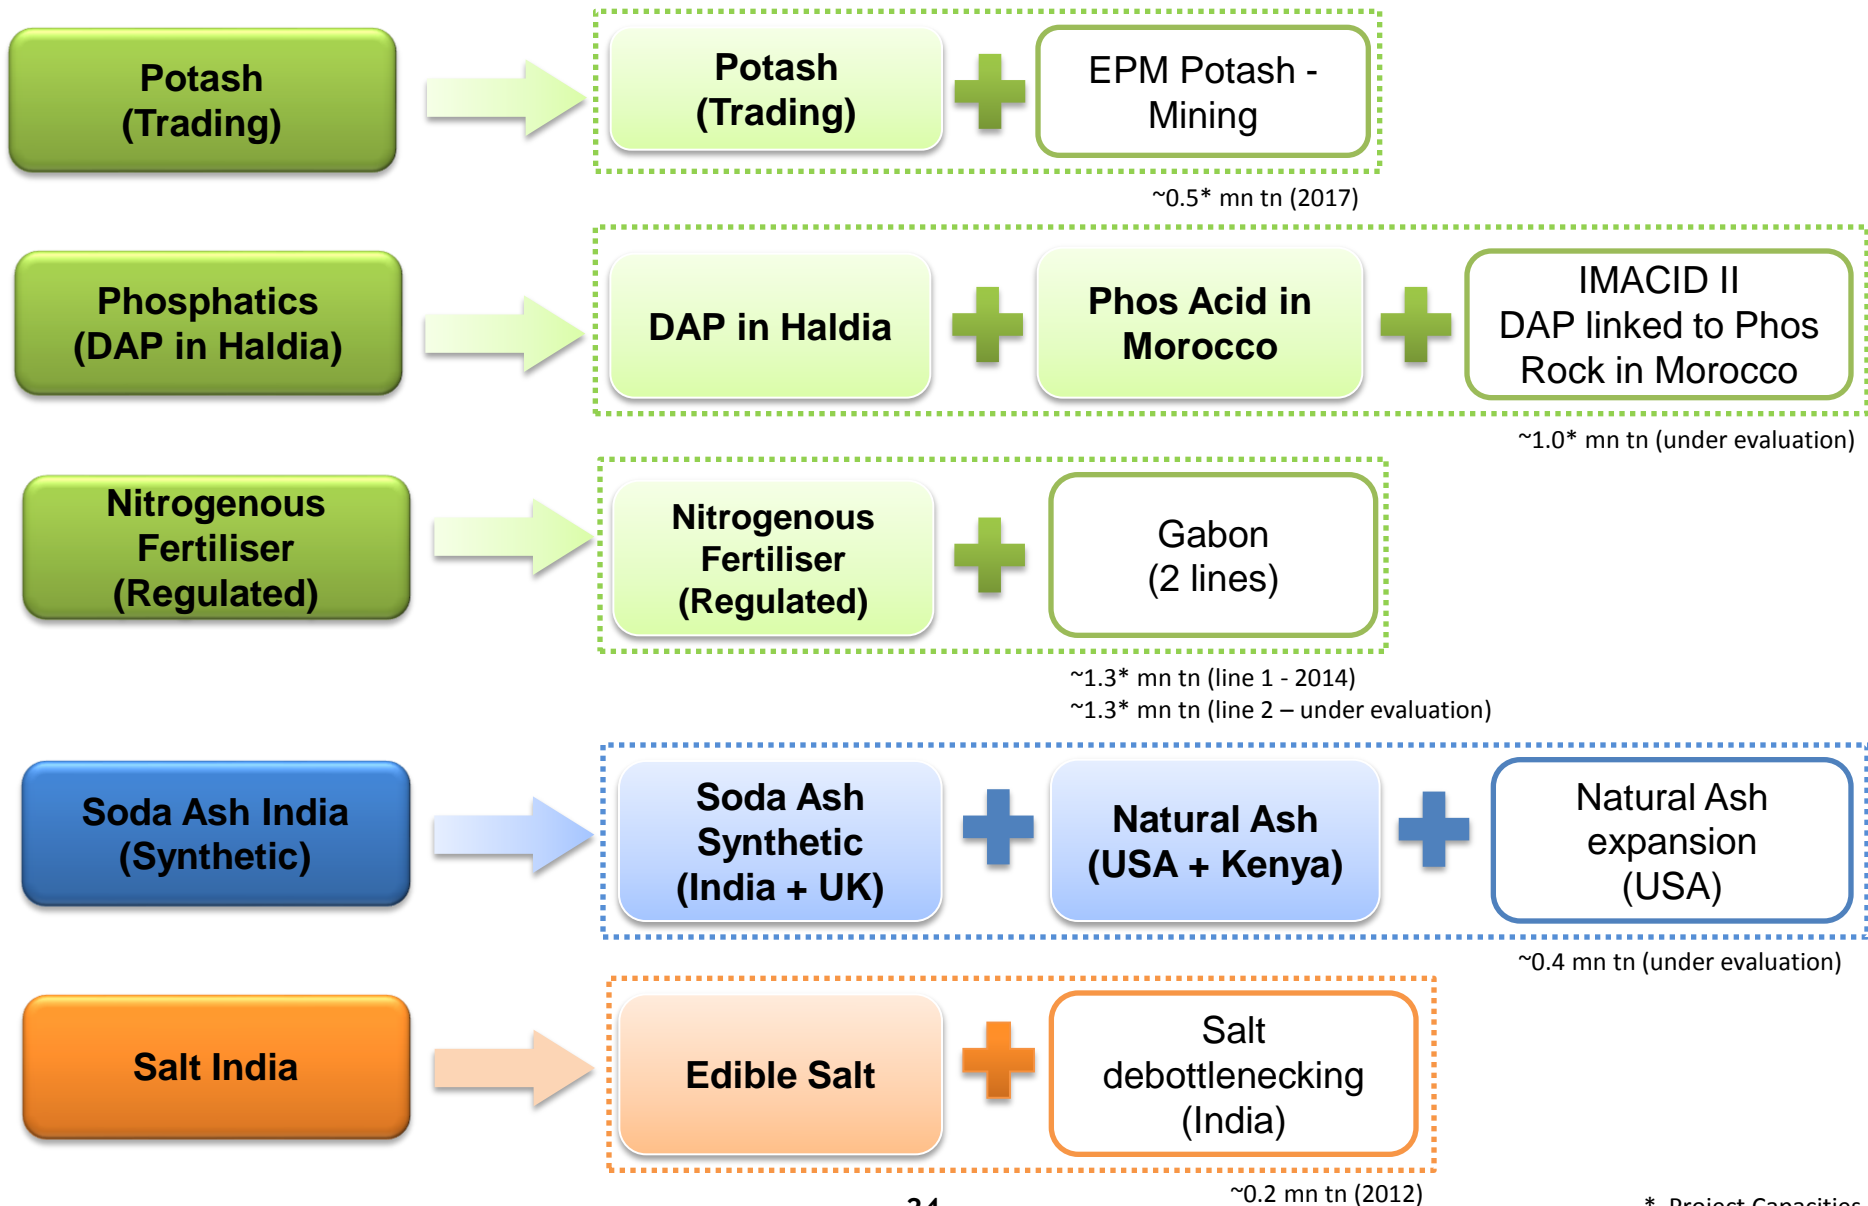 Potash
(Trading)
Potash
(Trading)
EPM Potash -
Mining
~0.5* mn tn (2017)
Phosphatics
(DAP in Haldia)
DAP in Haldia
Phos Acid in
Morocco
IMACID II
DAP linked to Phos
Rock in Morocco
~1.0* mn tn (under evaluation)
Nitrogenous
Fertiliser
(Regulated)
Nitrogenous
Fertiliser
(Regulated)
Gabon
(2 lines)
~1.3* mn tn (line 1 - 2014)
~1.3* mn tn (line 2 – under evaluation)
Soda Ash India
(Synthetic)
Soda Ash
Synthetic
(India + UK)
Natural Ash
(USA + Kenya)
Natural Ash
expansion
(USA)
~0.4 mn tn (under evaluation)
Salt India
Edible Salt
Salt
debottlenecking
(India)
~0.2 mn tn (2012)
* Project Capacities